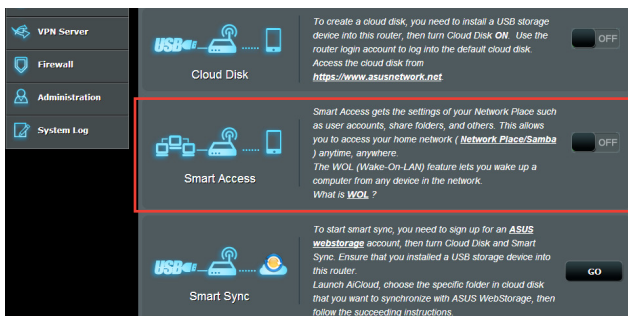 VPN Server
Firewall
Administration
System Log
USB
Cloud Disk
To create a cloud disk, you need to install a USB storage
device into this router, then turn Cloud Disk ON. Use the
router login account to log into the default cloud disk.
Access the cloud disk from
https://www.asusnetwork.net.
OFF
Smart Access
Smart Access gets the settings of your Network Place such
as user accounts, share folders, and others. This allows
you to access your home network ( Network Place/Samba
) anytime, anywhere.
The WOL (Wake-On-LAN) feature lets you wake up a
computer from any device in the network.
What is WOL ?
OFF
USB
Smart Sync
To start smart sync, you need to sign up for an ASUS
webstorage account, then turn Cloud Disk and Smart
Sync. Ensure that you installed a USB storage device into
this router.
Launch AiCloud, choose the specific folder in cloud disk
that you want to synchronize with ASUS WebStorage, then
follow the succeeding instructions.
GO